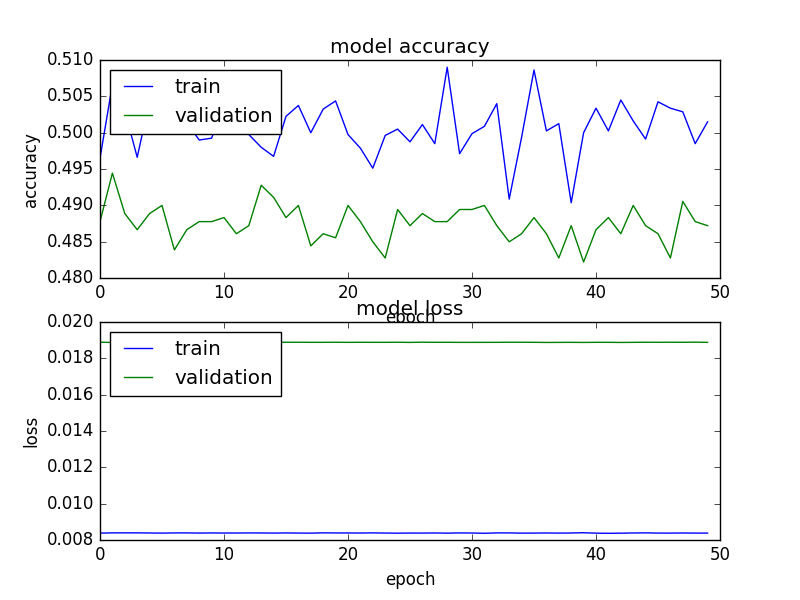 model accuracy
0.510
0.505
0.500
0.495
0.490
0.485
0.480
accuracy
train
validation
0 10 20 30 40 50
epoch
model loss
0.020
0.018
0.016
0.014
0.012
0.010
0.008
loss
train
validation
0 10 20 30 40 50
epoch